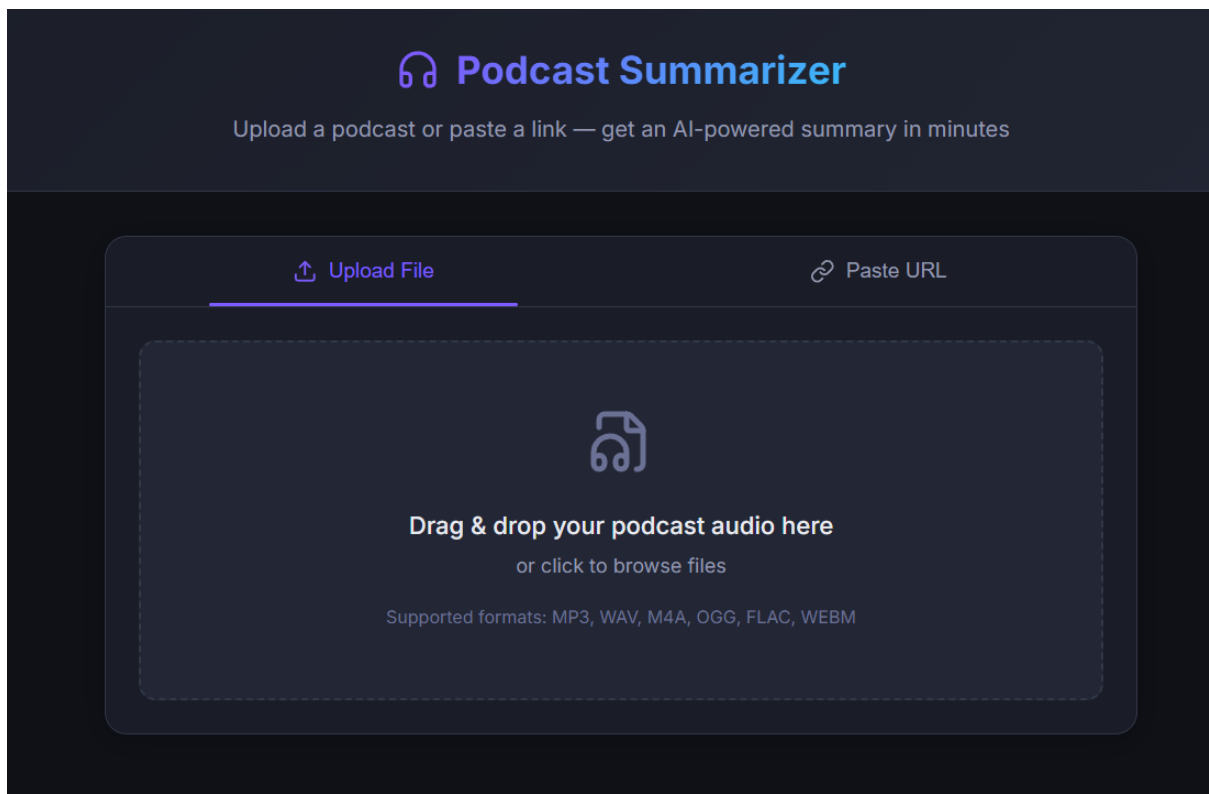 Podcast Summarizer
Upload a podcast or paste a link — get an AI-powered summary in minutes
Upload File
Paste URL
Drag & drop your podcast audio here
or click to browse files
Supported formats: MP3, WAV, M4A, OGG, FLAC, WEBM